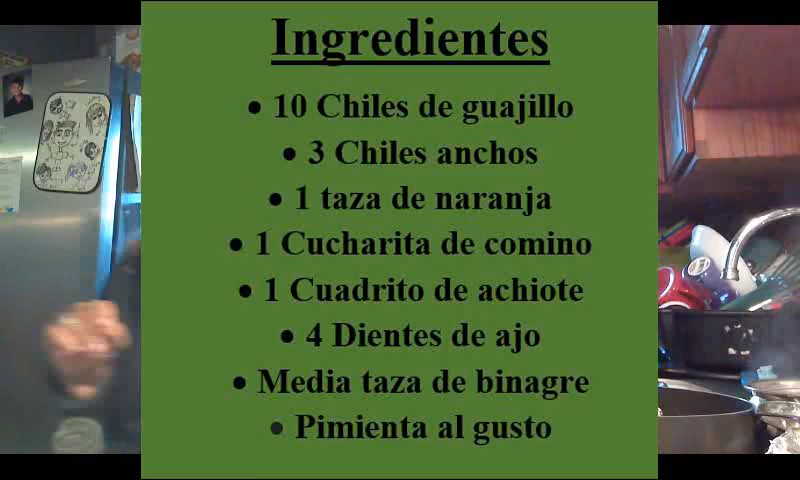 Ingredientes
• 10 Chiles de guajillo
• 3 Chiles anchos
• 1 taza de naranja
• 1 Cucharita de comino
• 1 Cuadrito de achiote
• 4 Dientes de ajo
• Media taza de binagre
• Pimienta al gusto